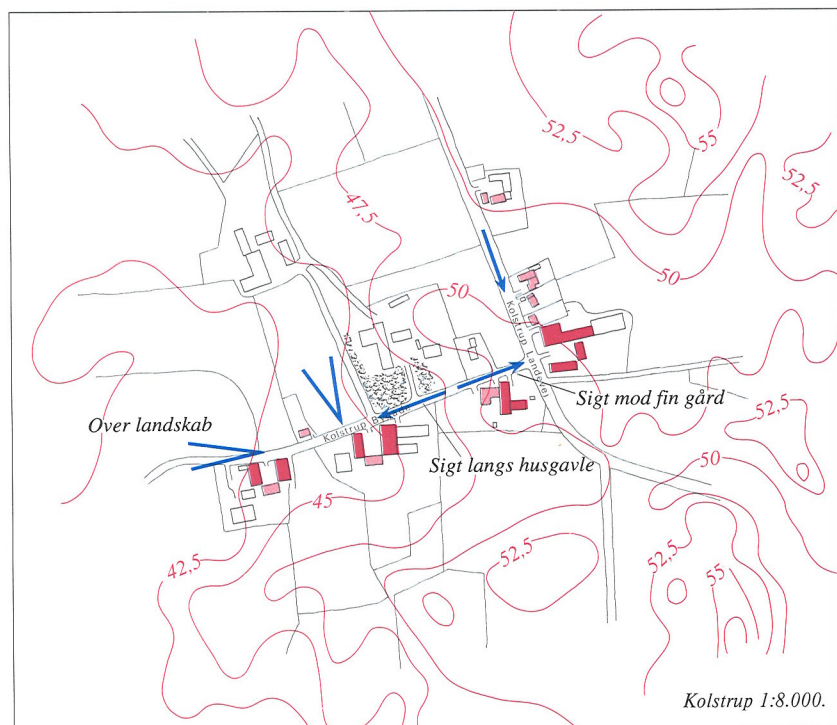 52,5
55
52,5
47,5
50
50
Kolstrup Landevej
Sigt mod fin gård
Over landskab
Kolstrup Bygade
Sigt langs husgavle
52,5
50
45
42,5
52,5
52,5
55
Kolstrup 1:8.000.